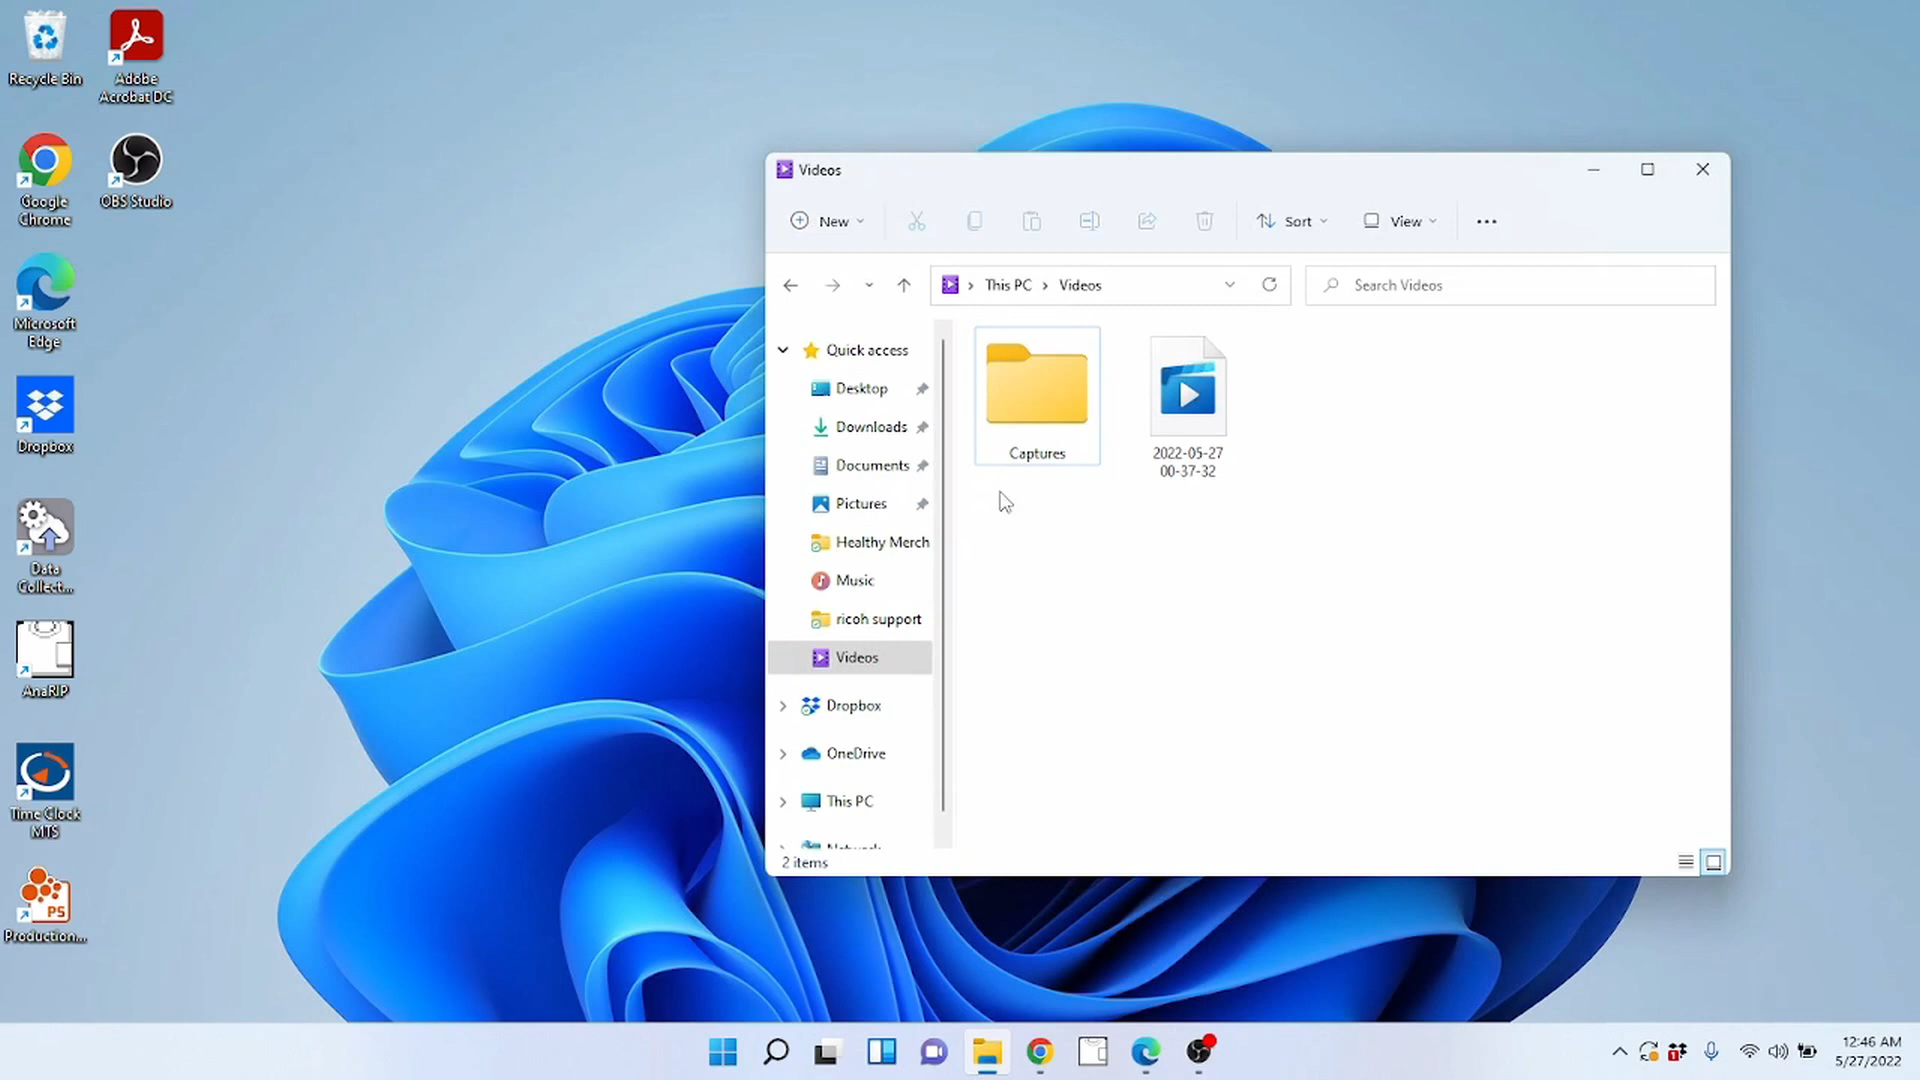 Recycle Bin
Adobe
Acrobat DC
Google
Chrome
OBS Studio
Microsoft
Edge
Dropbox
Data
Collect...
AnaRIP
Time Clock
MTS
PS
Production...
Videos
New
Sort
View
This PC
Videos
Search Videos
Quick access
Desktop
Downloads
Documents
Pictures
Healthy Merch
Music
ricoh support
Videos
Dropbox
OneDrive
This PC
Captures
2022-05-27
00-37-32
2 items
1
12:46 AM
5/27/2022